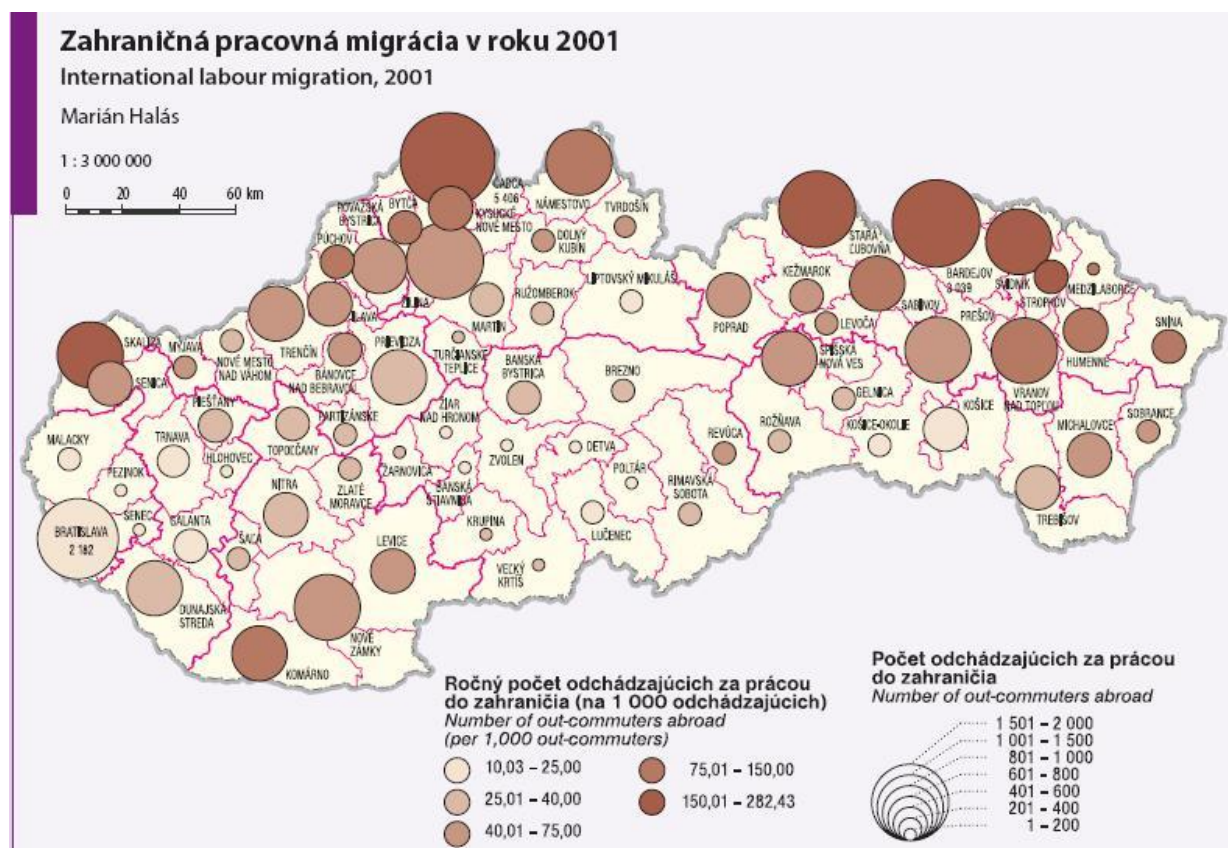 Zahraničná pracovná migrácia v roku 2001
International labour migration, 2001
Marián Halás
1 : 3 000 000
0 20 40 60 km
ČADCA
5 406
NÁMESTOVO
TVRDOŠÍN
POVAŽSKÁ
BYSTRICA
BYTČA
KYSUCKÉ
NOVÉ MESTO
DOLNÝ
KUBÍN
PÚCHOV
STARÁ
ĽUBOVŇA
BARDEJOV
3 039
SVIDNÍK
STROPKOV
MEDZILABORCE
KEŽMAROK
SABINOV
PREŠOV
LIPTOVSKÝ MIKULÁŠ
ILAVA
ŽILINA
MARTIN
RUŽOMBEROK
POPRAD
LEVOČA
SNINA
HUMENNÉ
SKALICA
MYJAVA
NOVÉ MESTO
NAD VÁHOM
TRENČÍN
PRIEVIDZA
TURČIANSKE
TEPLICE
SENICA
BÁNOVCE
NAD BEBRAVOU
BANSKÁ
BYSTRICA
BREZNO
SPIŠSKÁ
NOVÁ VES
GELNICA
KOŠICE
VRANOV
NAD TOPĽOU
PIEŠŤANY
PARTIZÁNSKE
ŽIAR
NAD HRONOM
MALACKY
TRNAVA
TOPOĽČANY
DETVA
REVÚCA
ROŽŇAVA
KOŠICE-OKOLIE
MICHALOVCE
SOBRANCE
HLOHOVEC
PEZINOK
ŽARNOVICA
ZVOLEN
POLTÁR
RIMAVSKÁ
SOBOTA
NITRA
ZLATÉ
MORAVCE
BANSKÁ
ŠTIAVNICA
SENEC
GALANTA
ŠAĽA
BRATISLAVA
2 182
LEVICE
KRUPINA
LUČENEC
TREBIŠOV
VEĽKÝ
KRTÍŠ
DUNAJSKÁ
STREDA
NOVÉ
ZÁMKY
KOMÁRNO
Ročný počet odchádzajúcich za prácou
do zahraničia (na 1 000 odchádzajúcich)
Number of out-commuters abroad
(per 1,000 out-commuters)
10,03 – 25,00
25,01 – 40,00
40,01 – 75,00
75,01 – 150,00
150,01 – 282,43
Počet odchádzajúcich za prácou
do zahraničia
Number of out-commuters abroad
1 501 – 2 000
1 001 – 1 500
801 – 1 000
601 – 800
401 – 600
201 – 400
1 – 200